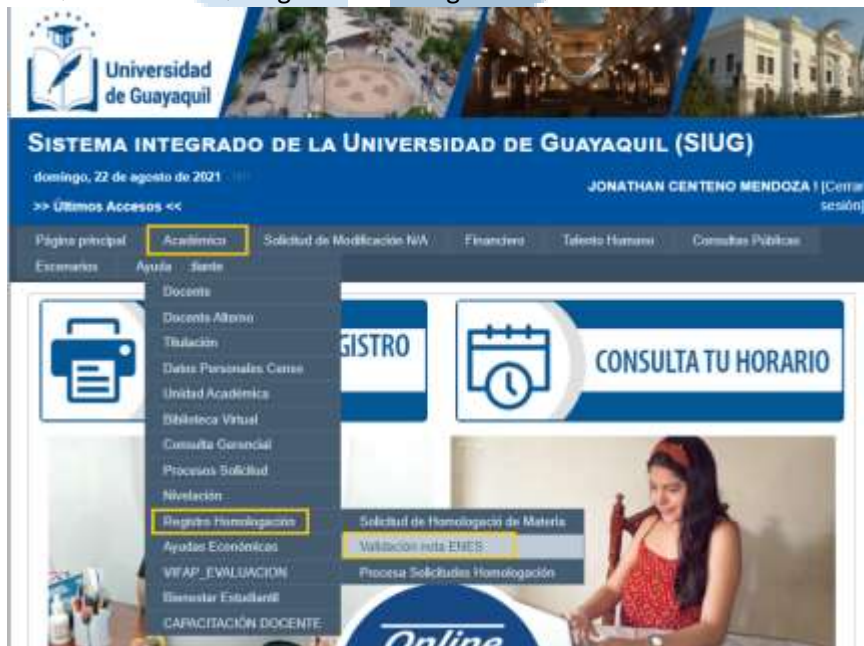 Universidad
de Guayaquil
SISTEMA INTEGRADO DE LA UNIVERSIDAD DE GUAYAQUIL (SIUG)
domingo, 22 de agosto de 2021
JONATHAN CENTENO MENDOZA ! [Cerrar
sesión]
>> Últimos Accesos <<
Página principal Académico Solicitud de Modificación N/A Financiero Talento Humano Consultas Públicas
Escenarios Ayuda diante
Docente
Docente Alterno
Titulación
GISTRO
CONSULTA TU HORARIO
Datos Personales Censo
Unidad Académica
Biblioteca Virtual
Consulta Gerencial
Procesos Solicitud
Nivelación
Registro Homologación
Solicitud de Homologació de Materia
Ayudas Económicas
Validación nota ENES
VIFAP_EVALUACION
Procesa Solicitudes Homologación
Bienestar Estudiantil
CAPACITACIÓN DOCENTE
Online